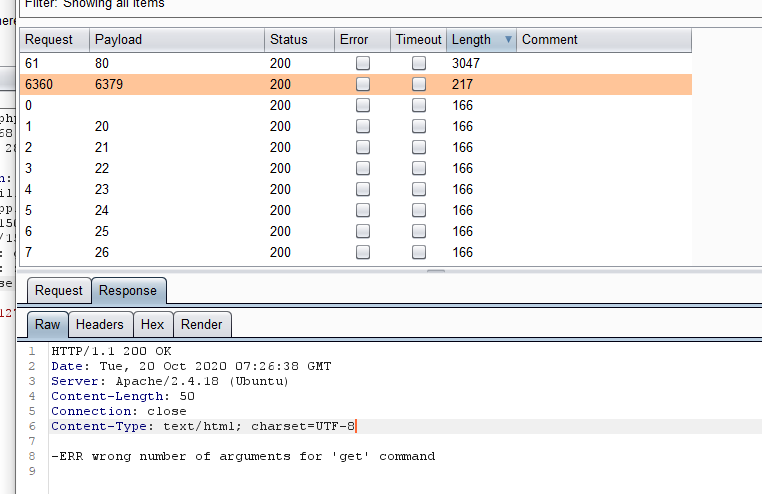 Filter: Showing all items
Request Payload Status Error Timeout Length Comment
61 80 200 3047
6360 6379 200 217
0 200 166
1 20 200 166
2 21 200 166
3 22 200 166
4 23 200 166
5 24 200 166
6 25 200 166
7 26 200 166
Request Response
Raw Headers Hex Render
1 HTTP/1.1 200 OK
2 Date: Tue, 20 Oct 2020 07:26:38 GMT
3 Server: Apache/2.4.18 (Ubuntu)
4 Content-Length: 50
5 Connection: close
6 Content-Type: text/html; charset=UTF-8
7
8 -ERR wrong number of arguments for 'get' command
9